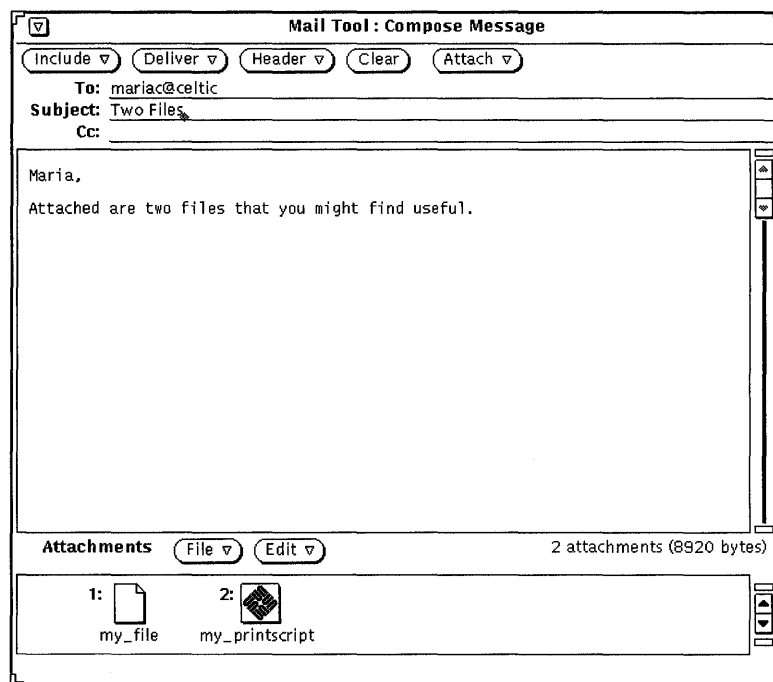 Mail Tool : Compose Message
Include Deliver Header Clear Attach
To: mariac@celtic
Subject: Two Files
Cc:
Maria,
Attached are two files that you might find useful.
Attachments File Edit 2 attachments (8920 bytes)
1: 2:
my_file my_printscript